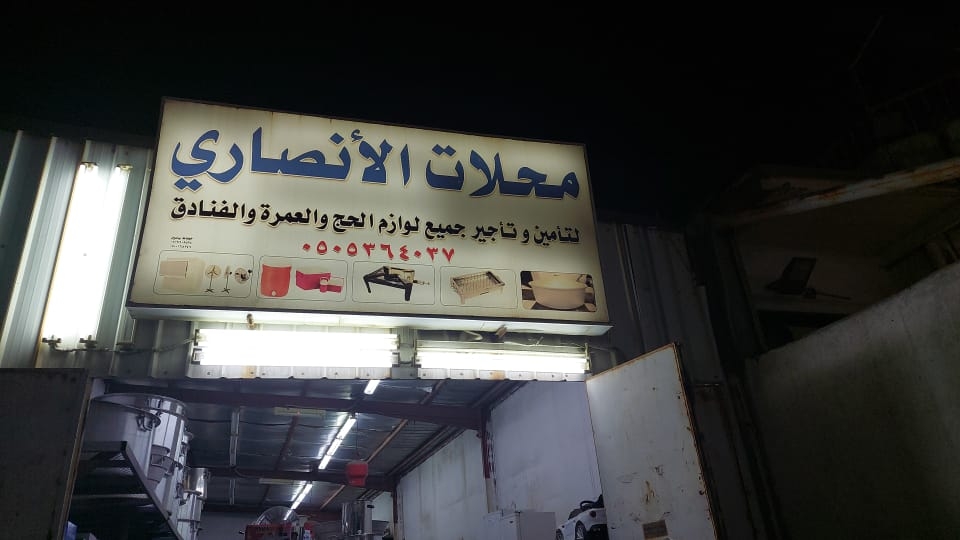 محلات الأنصاري
لتأمين و تأجير جميع لوازم الحج والعمرة والفنادق
٠٥٠٥٣٦٤٠٣٧